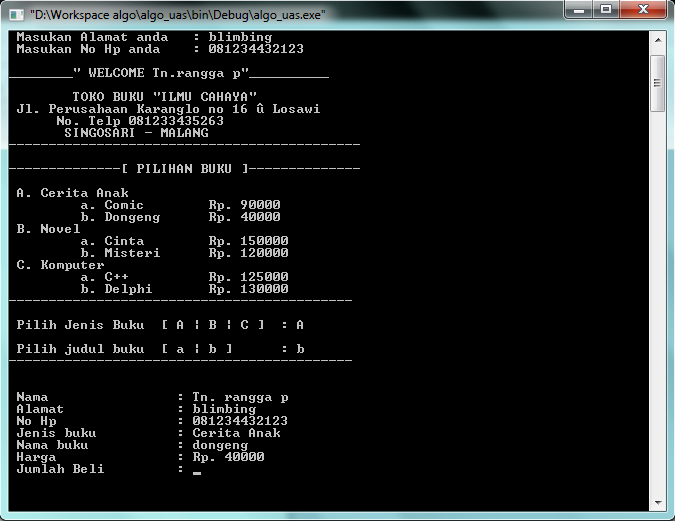 "D:\Workspace algo\algo_uas\bin\Debug\algo_uas.exe"
Masukan Alamat anda : blimbing
Masukan No Hp anda : 081234432123
________" WELCOME Tn.rangga p"__________
TOKO BUKU "ILMU CAHAYA"
Jl. Perusahaan Karanglo no 16 û Losawi
No. Telp 081233435263
SINGOSARI - MALANG
--------------------------------------------
--------------[ PILIHAN BUKU ]--------------
A. Cerita Anak
a. Comic Rp. 90000
b. Dongeng Rp. 40000
B. Novel
a. Cinta Rp. 150000
b. Misteri Rp. 120000
C. Komputer
a. C++ Rp. 125000
b. Delphi Rp. 130000
-------------------------------------------
Pilih Jenis Buku [ A ¦ B ¦ C ] : A
Pilih judul buku [ a ¦ b ] : b
-------------------------------------------
Nama : Tn. rangga p
Alamat : blimbing
No Hp : 081234432123
Jenis buku : Cerita Anak
Nama buku : dongeng
Harga : Rp. 40000
Jumlah Beli : _